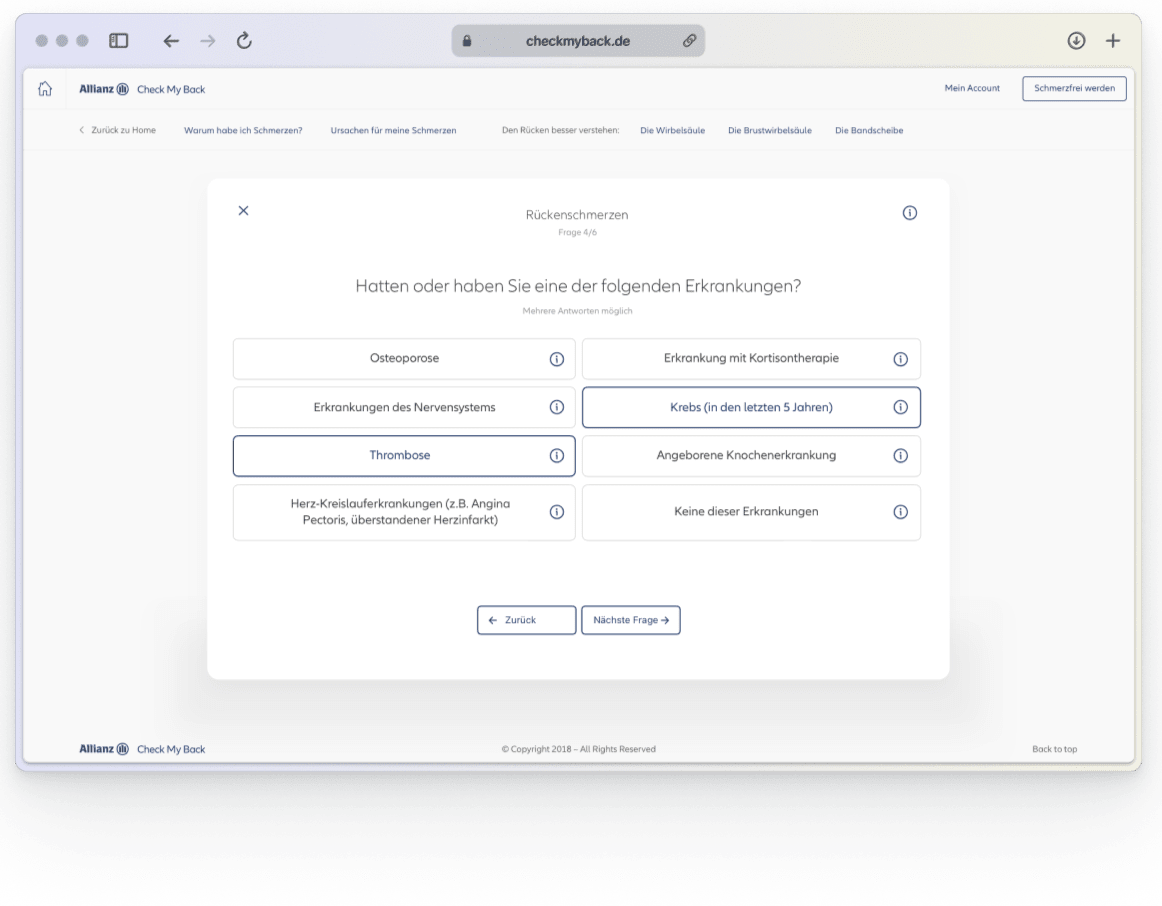 checkmyback.de
Allianz Check My Back
Mein Account
Schmerzfrei werden
Zurück zu Home
Warum habe ich Schmerzen?
Ursachen für meine Schmerzen
Den Rücken besser verstehen:
Die Wirbelsäule
Die Brustwirbelsäule
Die Bandscheibe
Rückenschmerzen
Frage 4/6
Hatten oder haben Sie eine der folgenden Erkrankungen?
Mehrere Antworten möglich
Osteoporose
Erkrankung mit Kortisontherapie
Erkrankungen des Nervensystems
Krebs (in den letzten 5 Jahren)
Thrombose
Angeborene Knochenerkrankung
Herz-Kreislauferkrankungen (z.B. Angina
Pectoris, überstandener Herzinfarkt)
Keine dieser Erkrankungen
← Zurück
Nächste Frage →
Allianz Check My Back
© Copyright 2018 – All Rights Reserved
Back to top